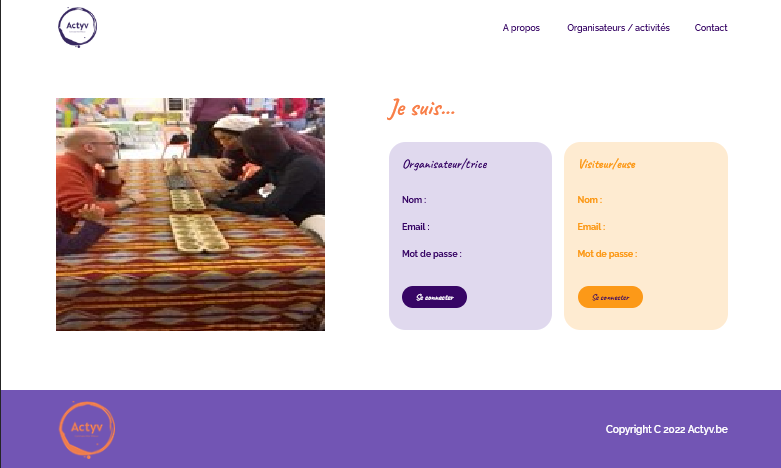 Actyv
A propos
Organisateurs / activités
Contact
Je suis...
Organisateur/trice
Nom :
Email :
Mot de passe :
Se connecter
Visiteur/euse
Nom :
Email :
Mot de passe :
Se connecter
Actyv
Copyright C 2022 Actyv.be